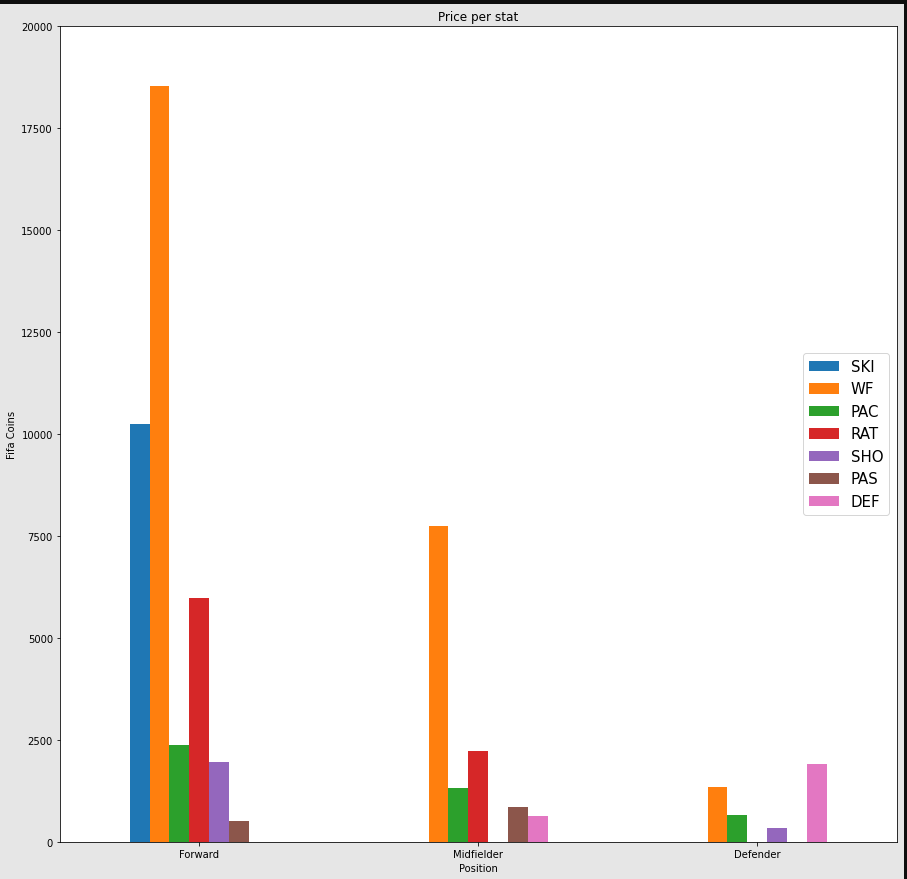 Price per stat
20000
17500
15000
12500
10000
7500
5000
2500
0
Fifa Coins
SKI
WF
PAC
RAT
SHO
PAS
DEF
Forward
Midfielder
Defender
Position